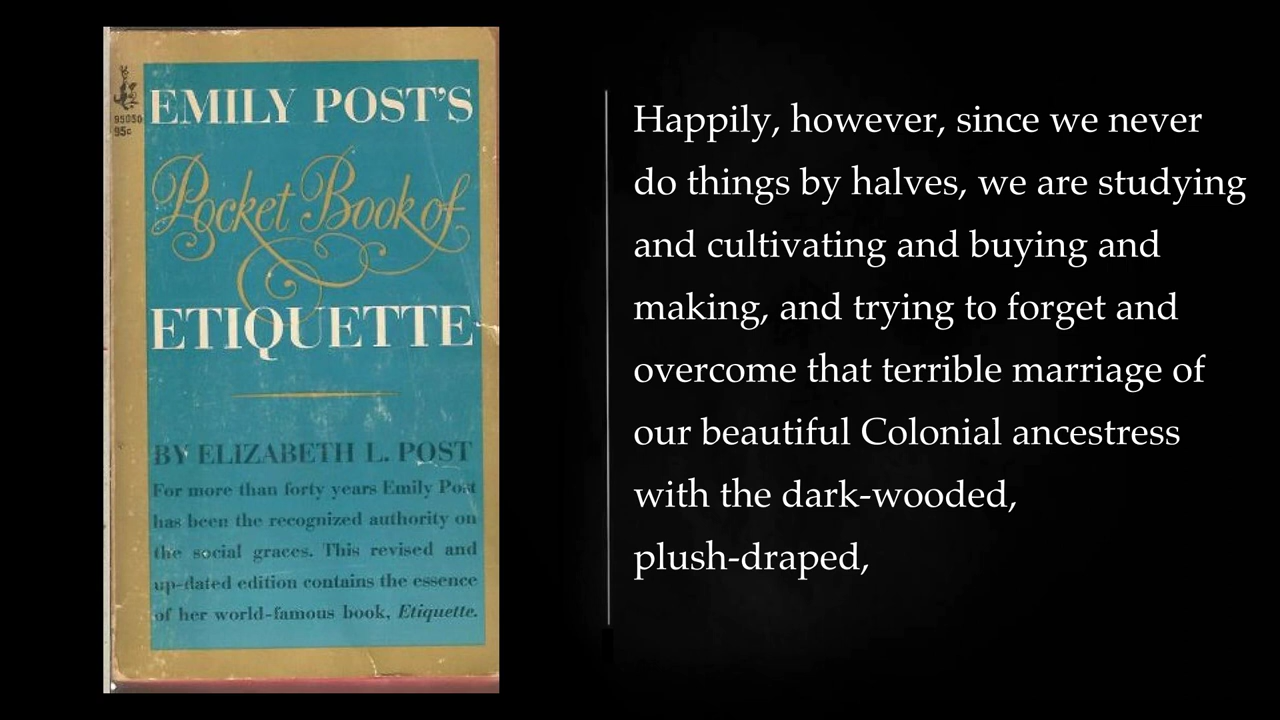 EMILY POST'S
Pocket Book of
ETIQUETTE
95050
95c
BY ELIZABETH L. POST
For more than forty years Emily Post
has been the recognized authority on
the social graces. This revised and
up-dated edition contains the essence
of her world-famous book, Etiquette.
Happily, however, since we never
do things by halves, we are studying
and cultivating and buying and
making, and trying to forget and
overcome that terrible marriage of
our beautiful Colonial ancestress
with the dark-wooded,
plush-draped,